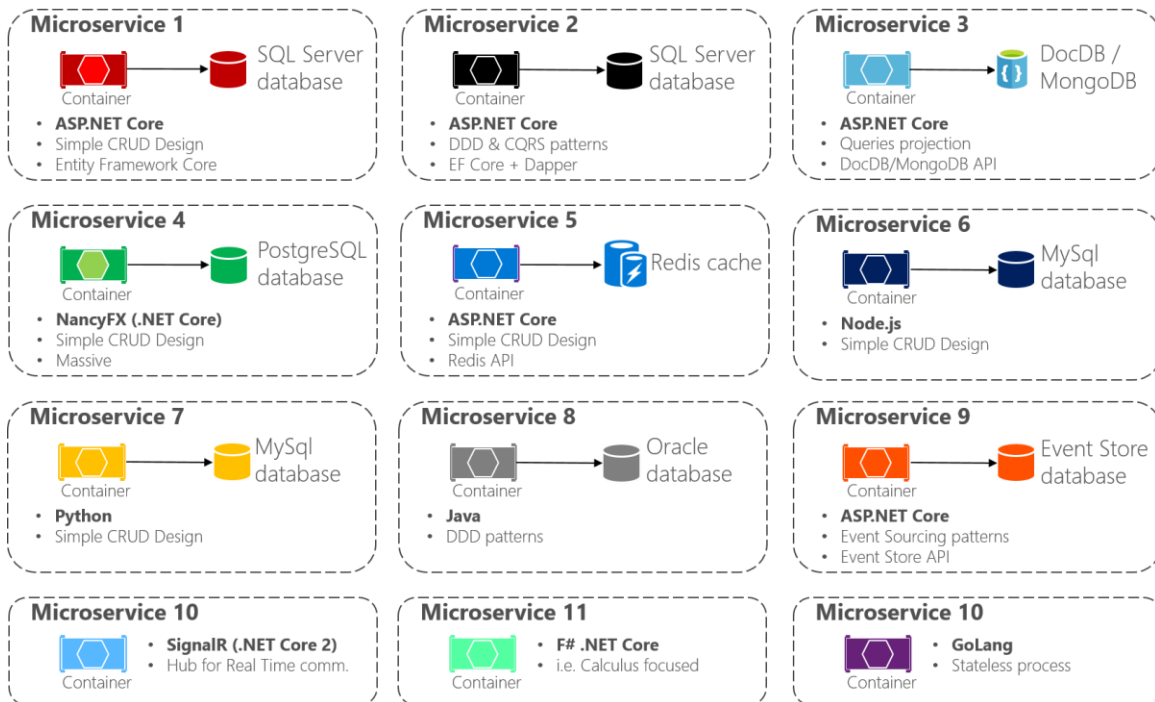 Microservice 1
SQL Server
database
Container
• ASP.NET Core
• Simple CRUD Design
• Entity Framework Core
Microservice 2
SQL Server
database
Container
• ASP.NET Core
• DDD & CQRS patterns
• EF Core + Dapper
Microservice 3
DocDB /
MongoDB
{ }
Container
• ASP.NET Core
• Queries projection
• DocDB/MongoDB API
Microservice 4
PostgreSQL
database
Container
• NancyFX (.NET Core)
• Simple CRUD Design
• Massive
Microservice 5
Redis cache
Container
• ASP.NET Core
• Simple CRUD Design
• Redis API
Microservice 6
MySql
database
Container
• Node.js
• Simple CRUD Design
Microservice 7
MySql
database
Container
• Python
• Simple CRUD Design
Microservice 8
Oracle
database
Container
• Java
• DDD patterns
Microservice 9
Event Store
database
Container
• ASP.NET Core
• Event Sourcing patterns
• Event Store API
Microservice 10
• SignalR (.NET Core 2)
• Hub for Real Time comm.
Container
Microservice 11
• F# .NET Core
• i.e. Calculus focused
Container
Microservice 10
• GoLang
• Stateless process
Container